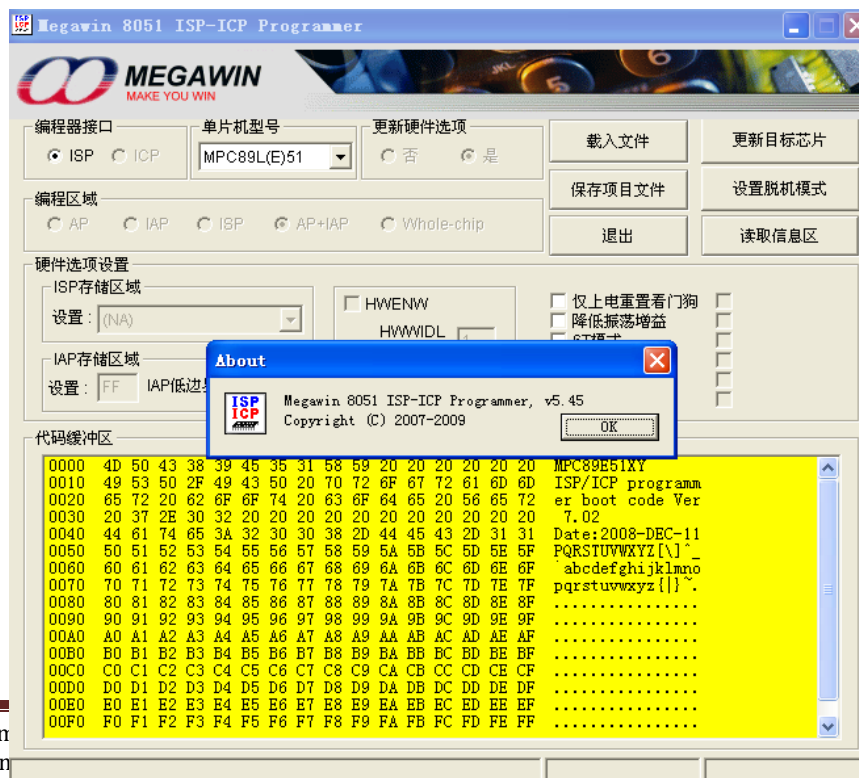 Megawin 8051 ISP-ICP Programmer
MEGAWIN
MAKE YOU WIN
JKL 5 6
编程器接口
ISP ICP
单片机型号
MPC89L(E)51
更新硬件选项
否 是
载入文件
更新目标芯片
保存项目文件
设置脱机模式
退出
读取信息区
编程区域
AP IAP ISP AP+IAP Whole-chip
硬件选项设置
ISP存储区域
设置: (NA)
HWENW
HWWIDL
仅上电重置看门狗
降低振荡增益
IAP存储区域
设置: FF IAP低边
About
ISP ICP
Megawin 8051 ISP-ICP Programmer, v5.45
Copyright (C) 2007-2009
OK
代码缓冲区
0000 4D 50 43 38 39 45 35 31 58 59 20 20 20 20 20 20 MPC89E51XY
0010 49 53 50 2F 49 43 50 20 70 72 6F 67 72 61 6D 6D ISP/ICP programm
0020 65 72 20 62 6F 6F 74 20 63 6F 64 65 20 56 65 72 er boot code Ver
0030 20 37 2E 30 32 20 20 20 20 20 20 20 20 20 20 20 7.02
0040 44 61 74 65 3A 32 30 30 38 2D 44 45 43 2D 31 31 Date:2008-DEC-11
0050 50 51 52 53 54 55 56 57 58 59 5A 5B 5C 5D 5E 5F PQRSTUVWXYZ[\]^_
0060 60 61 62 63 64 65 66 67 68 69 6A 6B 6C 6D 6E 6F `abcdefghijklmno
0070 70 71 72 73 74 75 76 77 78 79 7A 7B 7C 7D 7E 7F pqrstuvwxyz{|}~.
0080 80 81 82 83 84 85 86 87 88 89 8A 8B 8C 8D 8E 8F ................
0090 90 91 92 93 94 95 96 97 98 99 9A 9B 9C 9D 9E 9F ................
00A0 A0 A1 A2 A3 A4 A5 A6 A7 A8 A9 AA AB AC AD AE AF ................
00B0 B0 B1 B2 B3 B4 B5 B6 B7 B8 B9 BA BB BC BD BE BF ................
00C0 C0 C1 C2 C3 C4 C5 C6 C7 C8 C9 CA CB CC CD CE CF ................
00D0 D0 D1 D2 D3 D4 D5 D6 D7 D8 D9 DA DB DC DD DE DF ................
00E0 E0 E1 E2 E3 E4 E5 E6 E7 E8 E9 EA EB EC ED EE EF ................
00F0 F0 F1 F2 F3 F4 F5 F6 F7 F8 F9 FA FB FC FD FE FF ................